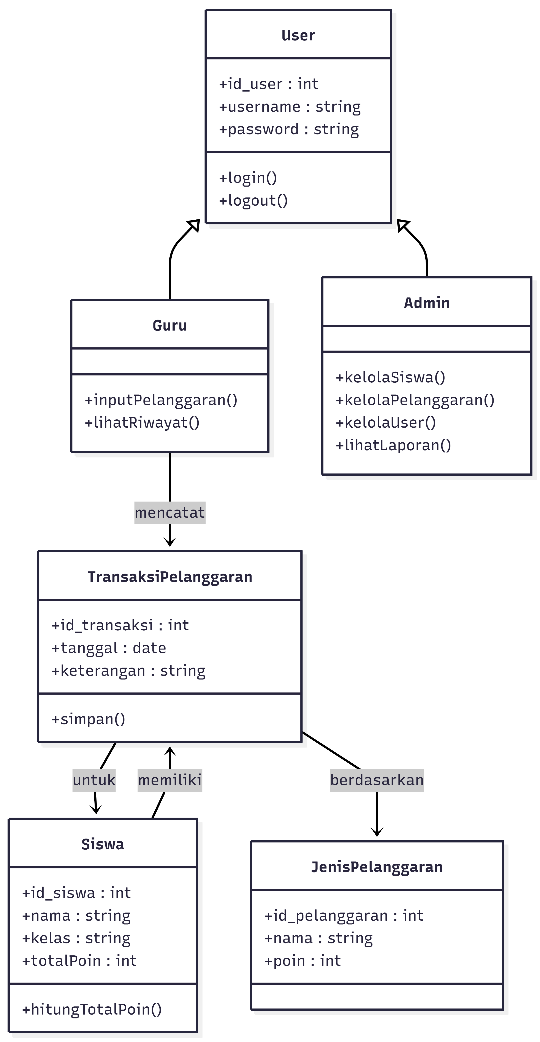 User
+id_user : int
+username : string
+password : string
+login()
+logout()
Guru
+inputPelanggaran()
+lihatRiwayat()
Admin
+kelolaSiswa()
+kelolaPelanggaran()
+kelolaUser()
+lihatLaporan()
mencatat
TransaksiPelanggaran
+id_transaksi : int
+tanggal : date
+keterangan : string
+simpan()
untuk
memiliki
berdasarkan
Siswa
+id_siswa : int
+nama : string
+kelas : string
+totalPoin : int
+hitungTotalPoin()
JenisPelanggaran
+id_pelanggaran : int
+nama : string
+poin : int